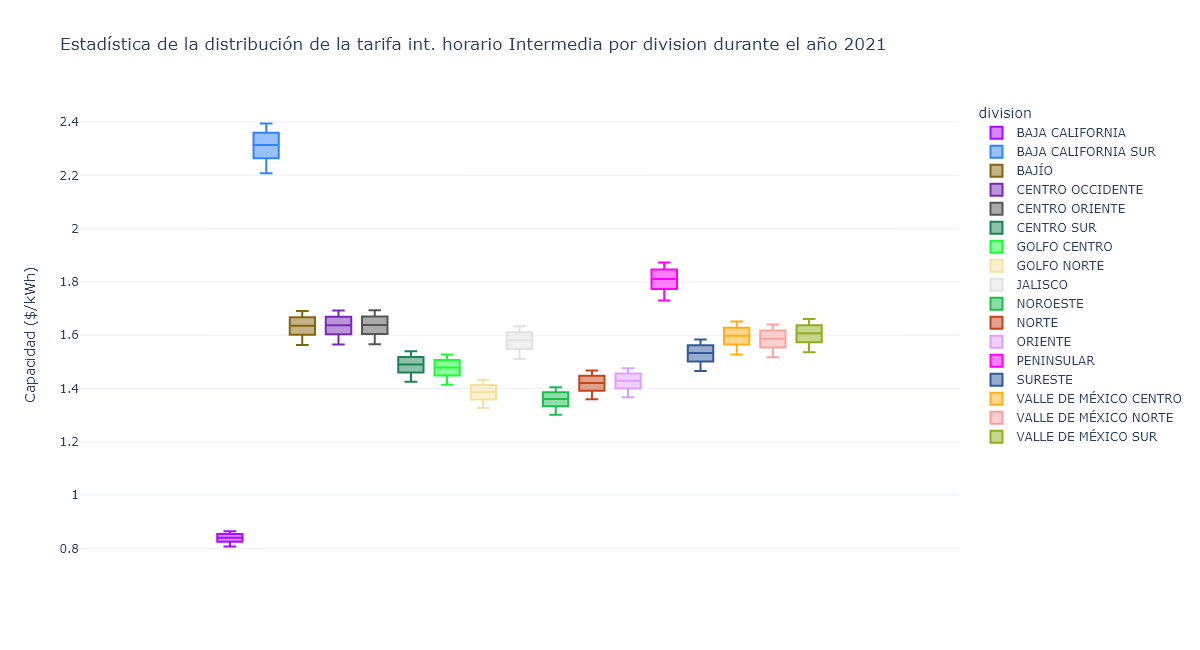 Estadística de la distribución de la tarifa int. horario Intermedia por division durante el año 2021
Capacidad ($/kWh)
2.4
2.2
2
1.8
1.6
1.4
1.2
1
0.8
division
BAJA CALIFORNIA
BAJA CALIFORNIA SUR
BAJÍO
CENTRO OCCIDENTE
CENTRO ORIENTE
CENTRO SUR
GOLFO CENTRO
GOLFO NORTE
JALISCO
NOROESTE
NORTE
ORIENTE
PENINSULAR
SURESTE
VALLE DE MÉXICO CENTRO
VALLE DE MÉXICO NORTE
VALLE DE MÉXICO SUR